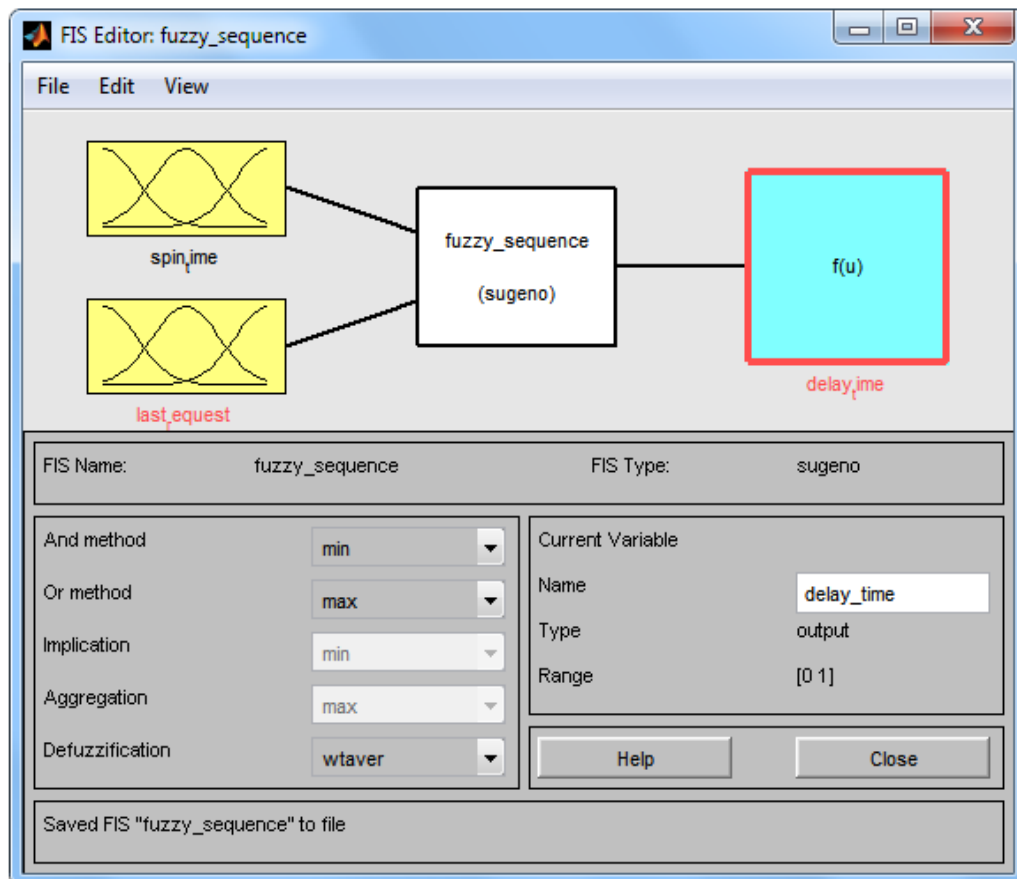 FIS Editor: fuzzy_sequence
File Edit View
spin_time
fuzzy_sequence
(sugeno)
f(u)
last_request
delay_time
FIS Name: fuzzy_sequence FIS Type: sugeno
And method min
Or method max
Implication min
Aggregation max
Defuzzification wtaver
Current Variable
Name delay_time
Type output
Range [0 1]
Help Close
Saved FIS "fuzzy_sequence" to file